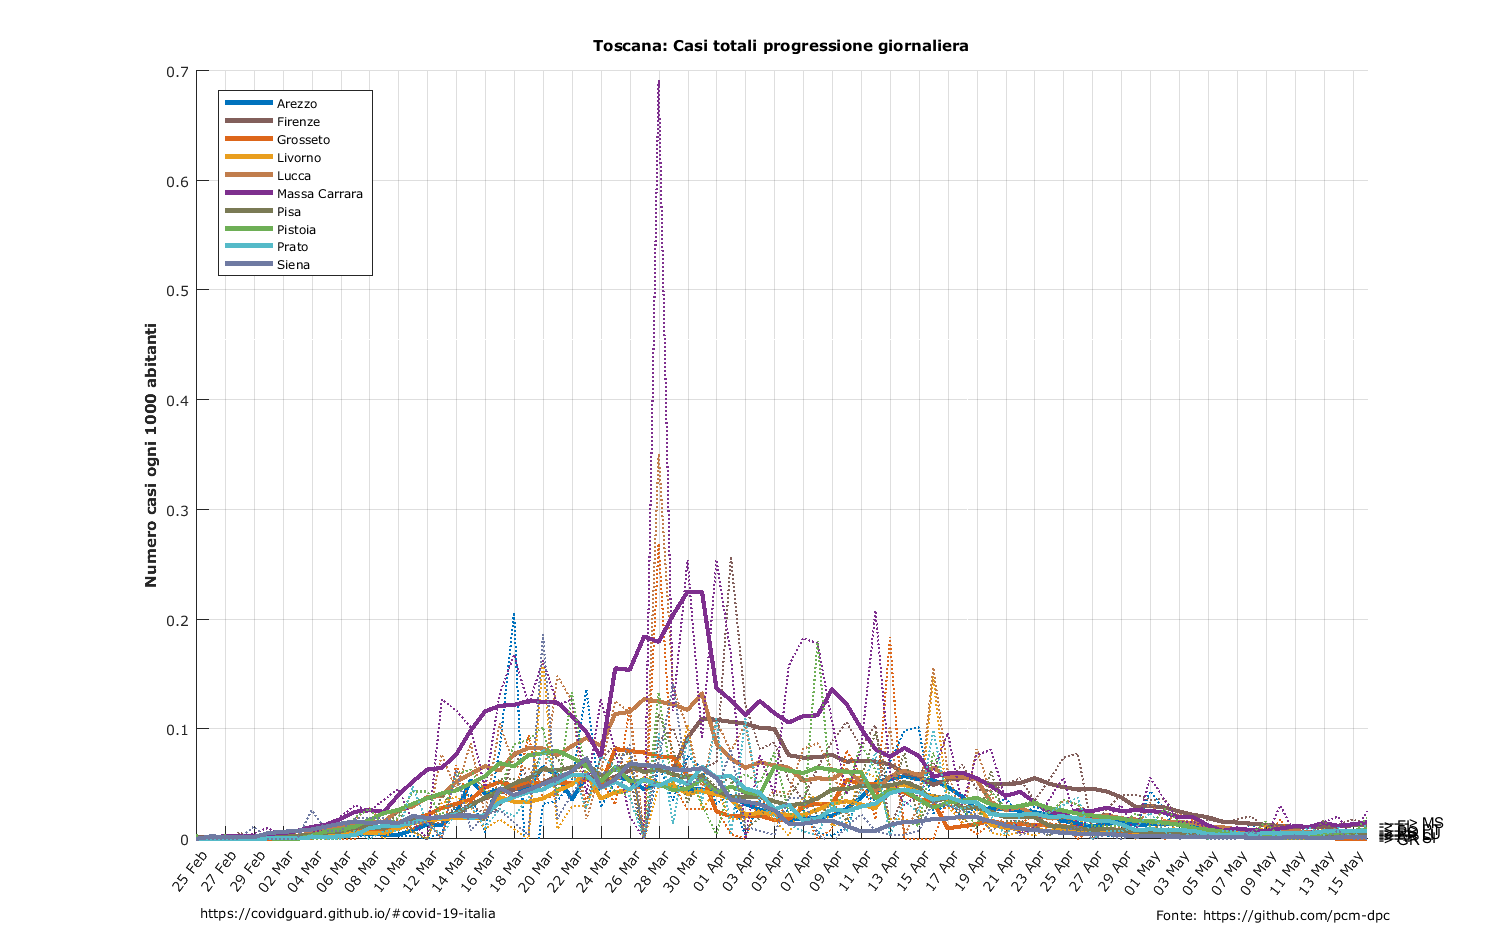 Toscana: Casi totali progressione giornaliera
Numero casi ogni 1000 abitanti
0.7
0.6
0.5
0.4
0.3
0.2
0.1
0
Arezzo
Firenze
Grosseto
Livorno
Lucca
Massa Carrara
Pisa
Pistoia
Prato
Siena
25 Feb
27 Feb
29 Feb
02 Mar
04 Mar
06 Mar
08 Mar
10 Mar
12 Mar
14 Mar
16 Mar
18 Mar
20 Mar
22 Mar
24 Mar
26 Mar
28 Mar
30 Mar
01 Apr
03 Apr
05 Apr
07 Apr
09 Apr
11 Apr
13 Apr
15 Apr
17 Apr
19 Apr
21 Apr
23 Apr
25 Apr
27 Apr
29 Apr
01 May
03 May
05 May
07 May
09 May
11 May
13 May
15 May
MS
GR
https://covidguard.github.io/#covid-19-italia
Fonte: https://github.com/pcm-dpc